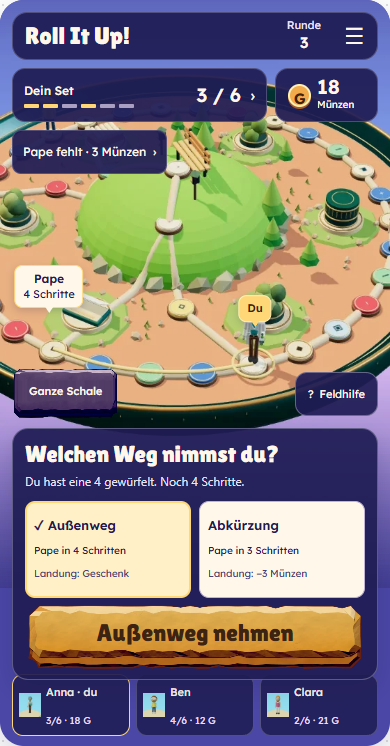 Roll It Up!
Runde
3
Dein Set
3 / 6 ›
G
18
Münzen
Pape fehlt · 3 Münzen ›
Pape
4 Schritte
Du
Ganze Schale
? Feldhilfe
Welchen Weg nimmst du?
Du hast eine 4 gewürfelt. Noch 4 Schritte.
✓ Außenweg
Pape in 4 Schritten
Landung: Geschenk
Abkürzung
Pape in 3 Schritten
Landung: −3 Münzen
Außenweg nehmen
Anna · du
3/6 · 18 G
Ben
4/6 · 12 G
Clara
2/6 · 21 G